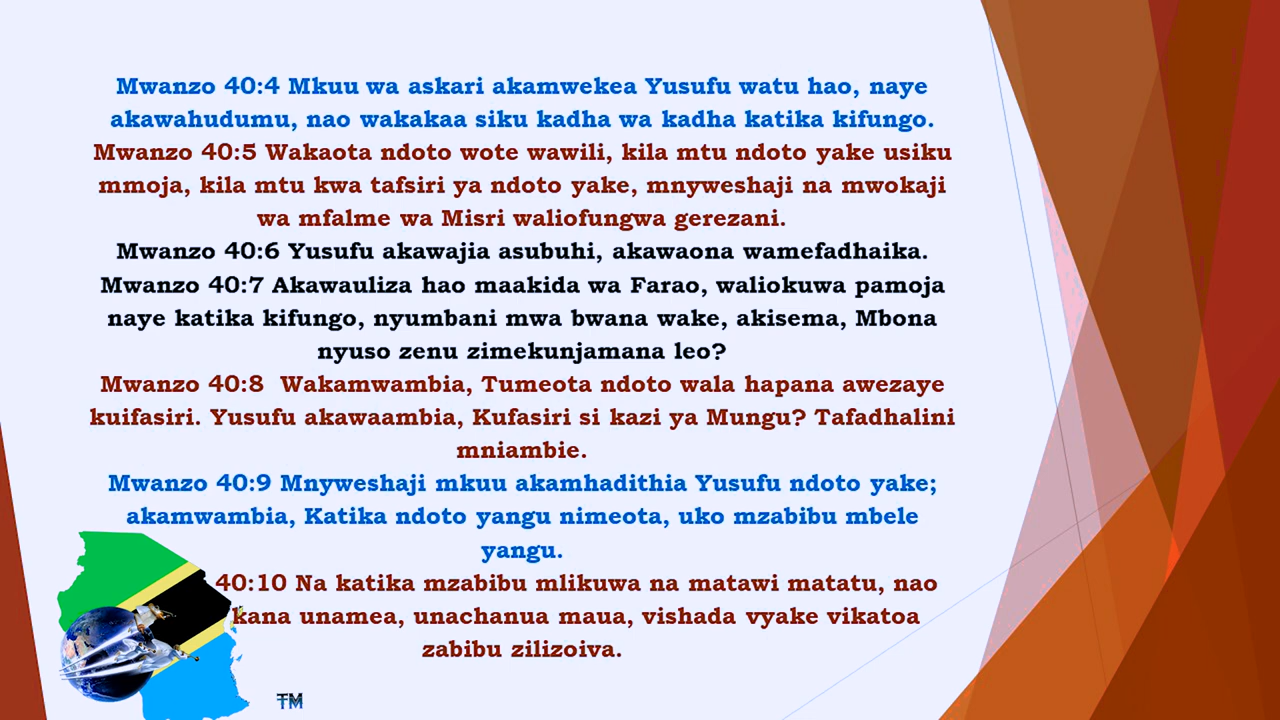 Mwanzo 40:4 Mkuu wa askari akamwekea Yusufu watu hao, naye
akawahudumu, nao wakakaa siku kadha wa kadha katika kifungo.
Mwanzo 40:5 Wakaota ndoto wote wawili, kila mtu ndoto yake usiku
mmoja, kila mtu kwa tafsiri ya ndoto yake, mnyweshaji na mwokaji
wa mfalme wa Misri waliofungwa gerezani.
Mwanzo 40:6 Yusufu akawajia asubuhi, akawaona wamefadhaika.
Mwanzo 40:7 Akawauliza hao maakida wa Farao, waliokuwa pamoja
naye katika kifungo, nyumbani mwa bwana wake, akisema, Mbona
nyuso zenu zimekunjamana leo?
Mwanzo 40:8 Wakamwambia, Tumeota ndoto wala hapana awezaye
kuifasiri. Yusufu akawaambia, Kufasiri si kazi ya Mungu? Tafadhalini
mniambie.
Mwanzo 40:9 Mnyweshaji mkuu akamhadithia Yusufu ndoto yake;
akamwambia, Katika ndoto yangu nimeota, uko mzabibu mbele
yangu.
40:10 Na katika mzabibu mlikuwa na matawi matatu, nao
kana unamea, unachanua maua, vishada vyake vikatoa
zabibu zilizoiva.
TM